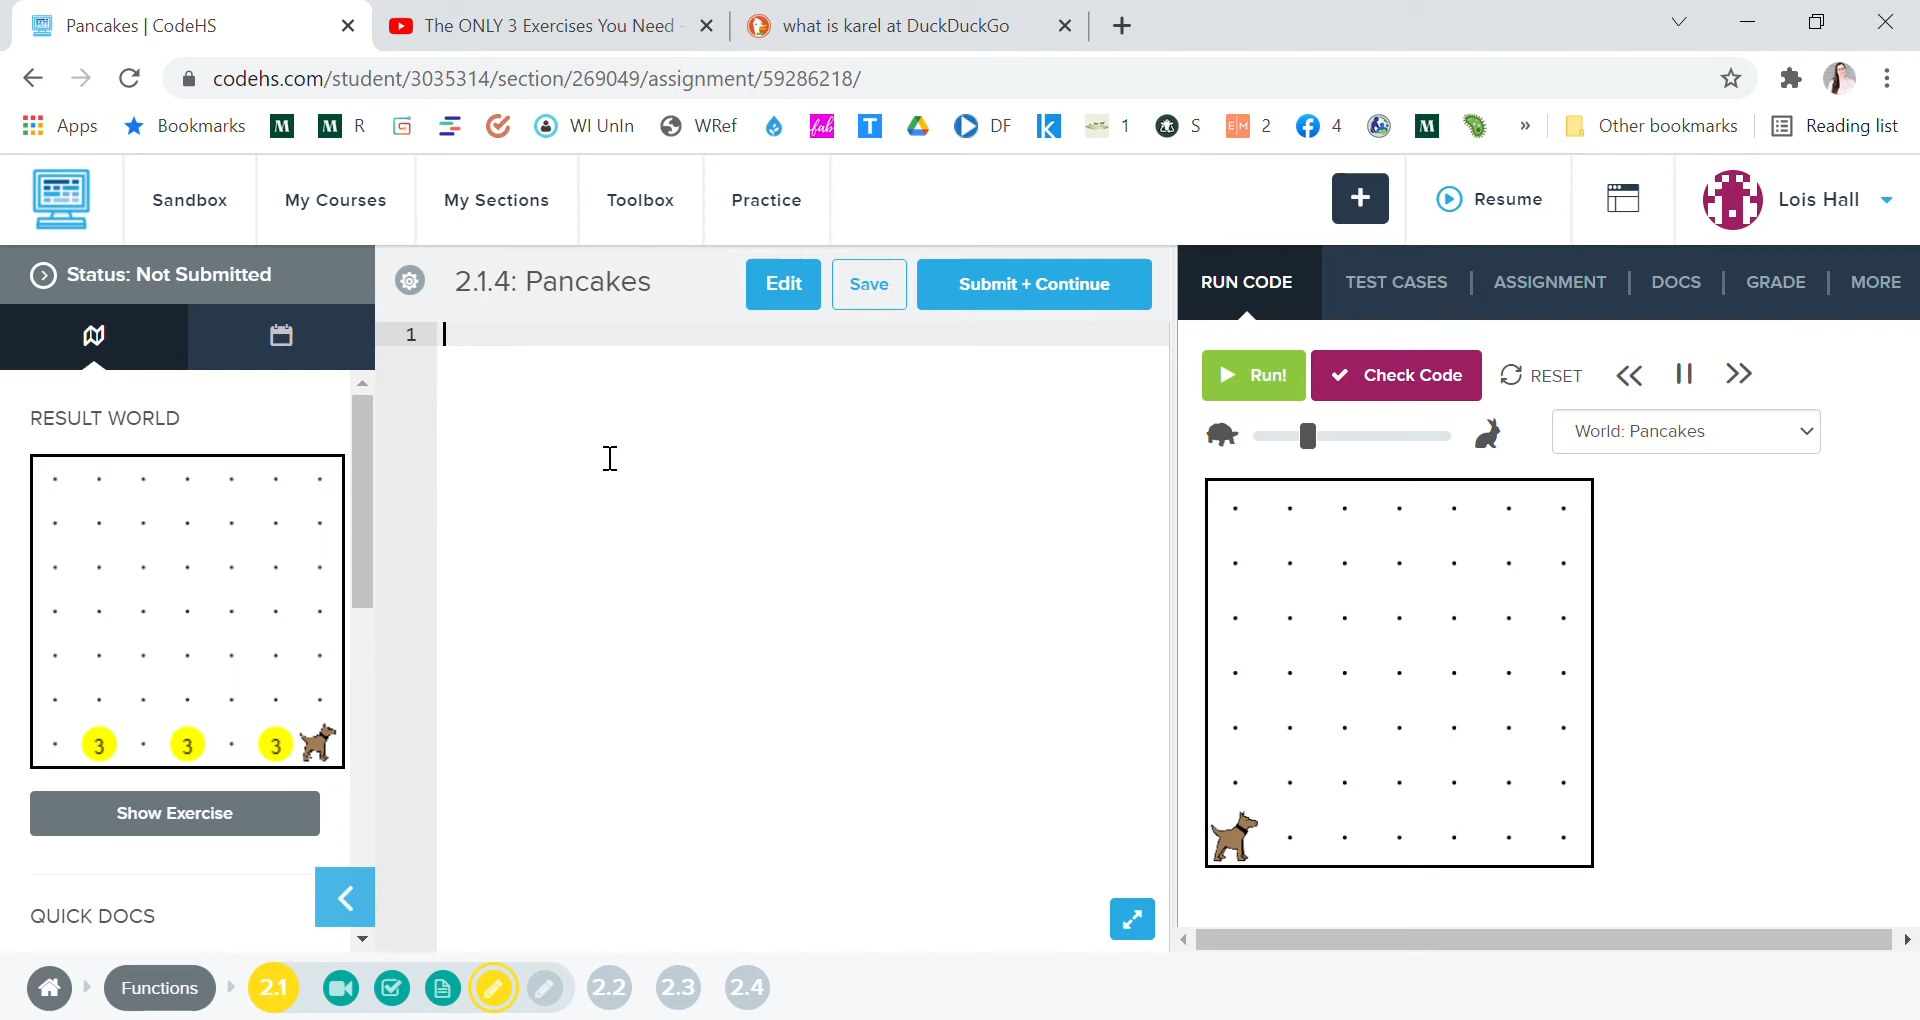 Pancakes | CodeHS
The ONLY 3 Exercises You Need
what is karel at DuckDuckGo
codehs.com/student/3035314/section/269049/assignment/59286218/
Apps Bookmarks M M R WI UnIn WRef fab T DF K 1 S EM 2 4 M » Other bookmarks Reading list
Sandbox My Courses My Sections Toolbox Practice + Resume Lois Hall
Status: Not Submitted
2.1.4: Pancakes Edit Save Submit + Continue
RUN CODE TEST CASES ASSIGNMENT DOCS GRADE MORE
1
Run! Check Code RESET
World: Pancakes
RESULT WORLD
3 3 3
Show Exercise
QUICK DOCS
Functions 2.1 2.2 2.3 2.4